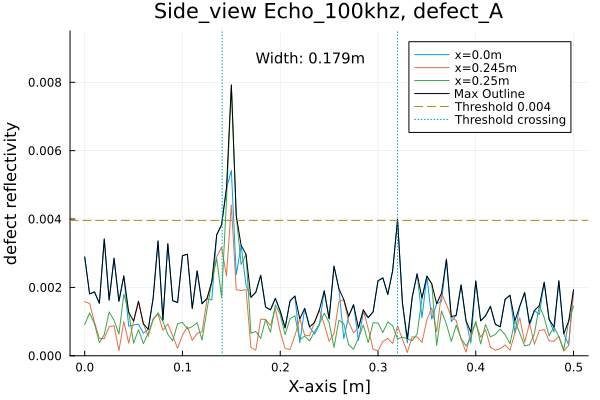 Side_view Echo_100khz, defect_A
Width: 0.179m
x=0.0m
x=0.245m
x=0.25m
Max Outline
Threshold 0.004
Threshold crossing
defect reflectivity
0.008
0.006
0.004
0.002
0.000
0.0 0.1 0.2 0.3 0.4 0.5
X-axis [m]